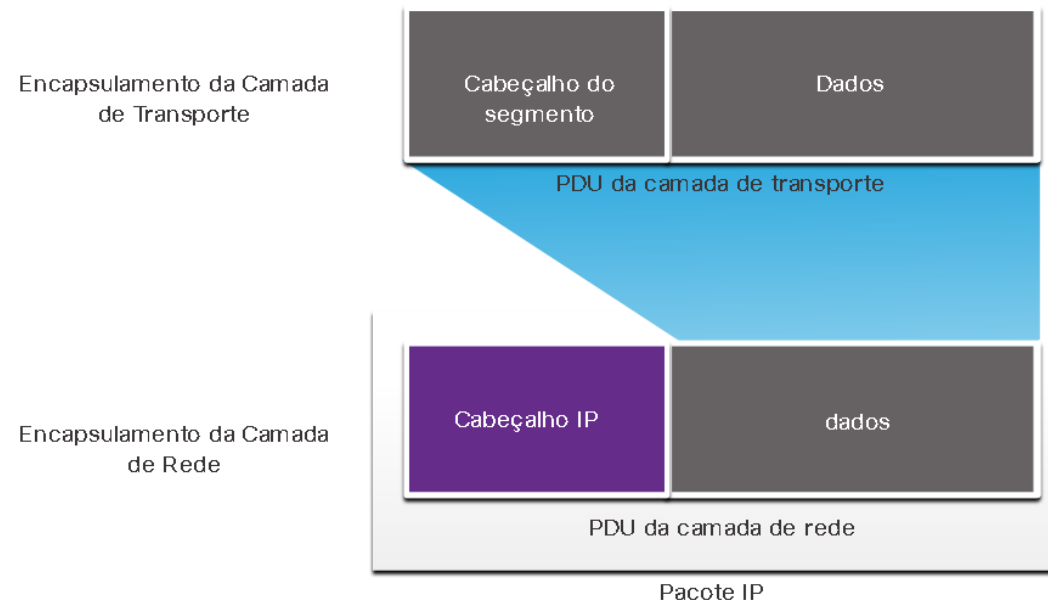 Encapsulamento da Camada
de Transporte
Cabeçalho do
segmento
Dados
PDU da camada de transporte
Encapsulamento da Camada
de Rede
Cabeçalho IP
dados
PDU da camada de rede
Pacote IP